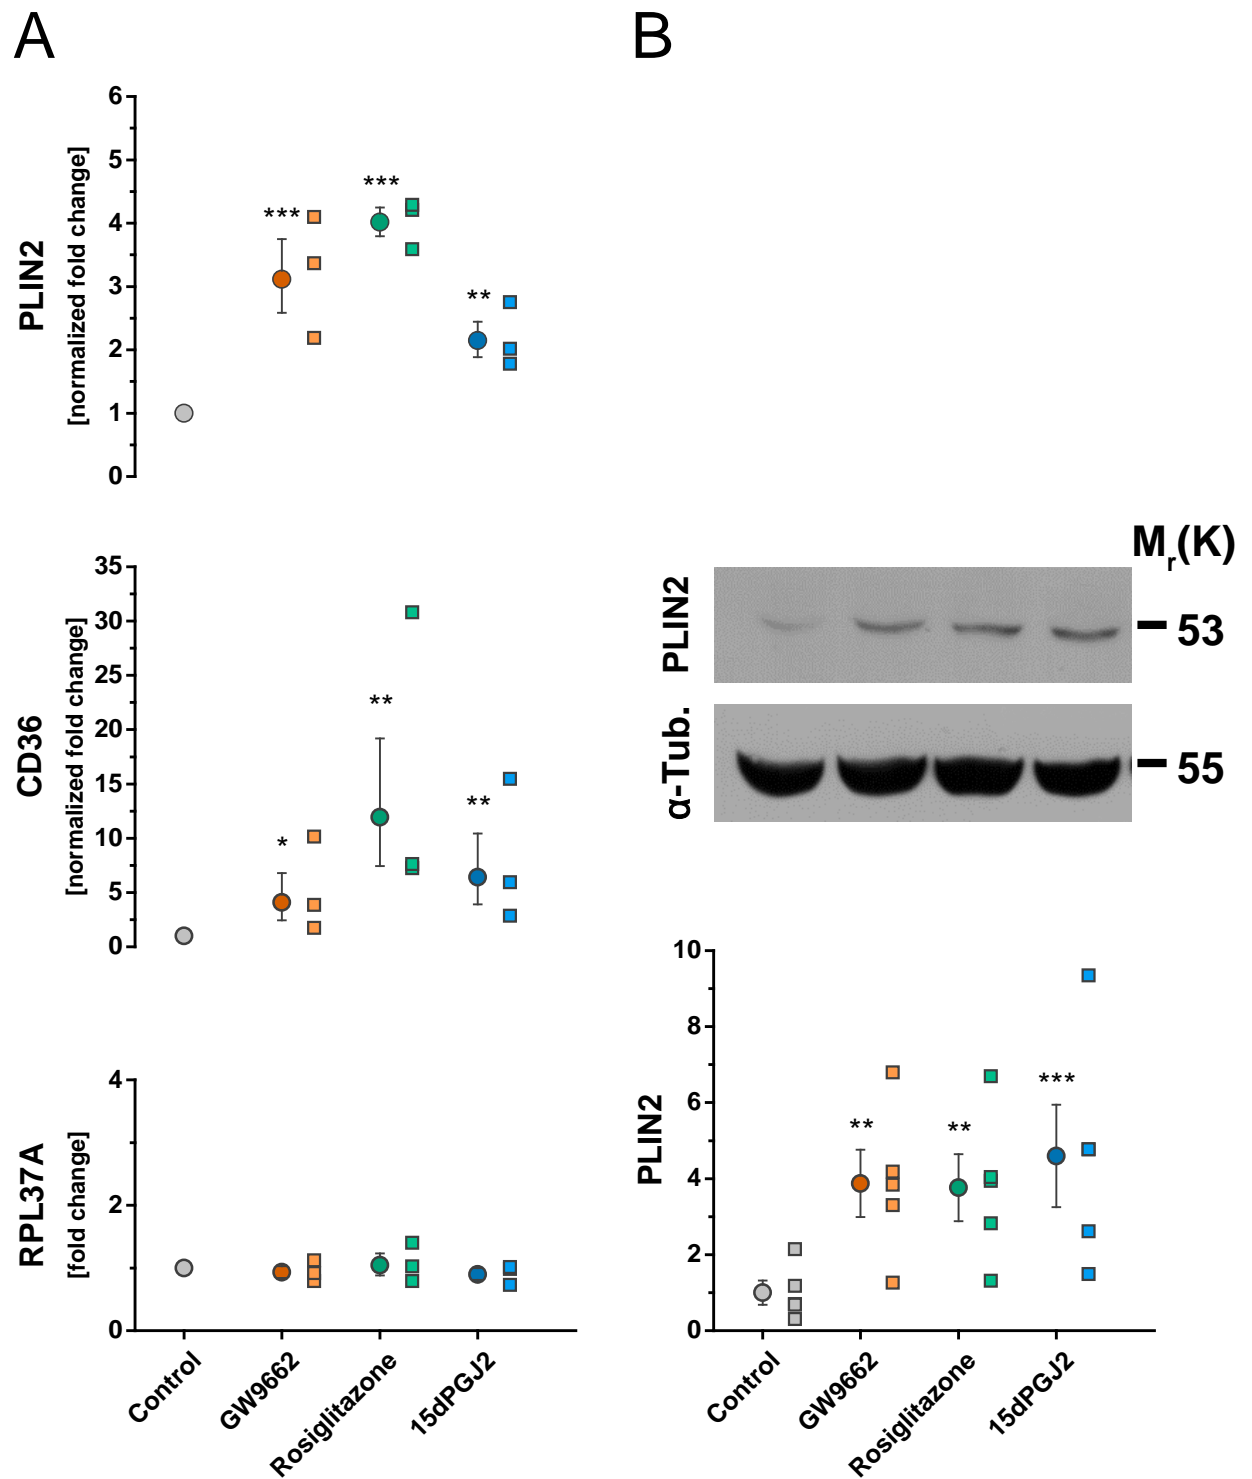 A
PLIN2
[normalized fold change]
6
5
4
3
2
1
0
***
***
**
CD36
[normalized fold change]
35
30
25
20
15
10
5
0
*
**
**
RPL37A
[fold change]
4
2
0
Control
GW9662
Rosiglitazone
15dPGJ2
B
Mr(K)
PLIN2
53
α-Tub.
55
PLIN2
10
8
6
4
2
0
**
**
***
Control
GW9662
Rosiglitazone
15dPGJ2